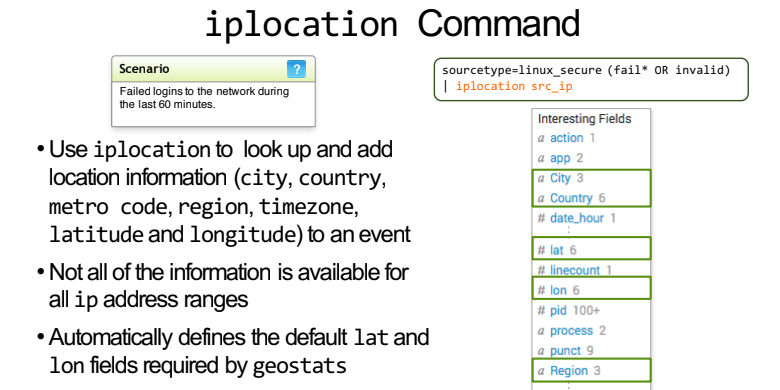 iplocation Command
Scenario
?
Failed logins to the network during
the last 60 minutes.
sourcetype=linux_secure (fail* OR invalid)
| iplocation src_ip
• Use iplocation to look up and add
location information (city, country,
metro code, region, timezone,
latitude and longitude) to an event
• Not all of the information is available for
all ip address ranges
• Automatically defines the default lat and
lon fields required by geostats
Interesting Fields
a action 1
a app 2
a City 3
a Country 6
# date_hour 1
# lat 6
# linecount 1
# lon 6
# pid 100+
a process 2
a punct 9
a Region 3